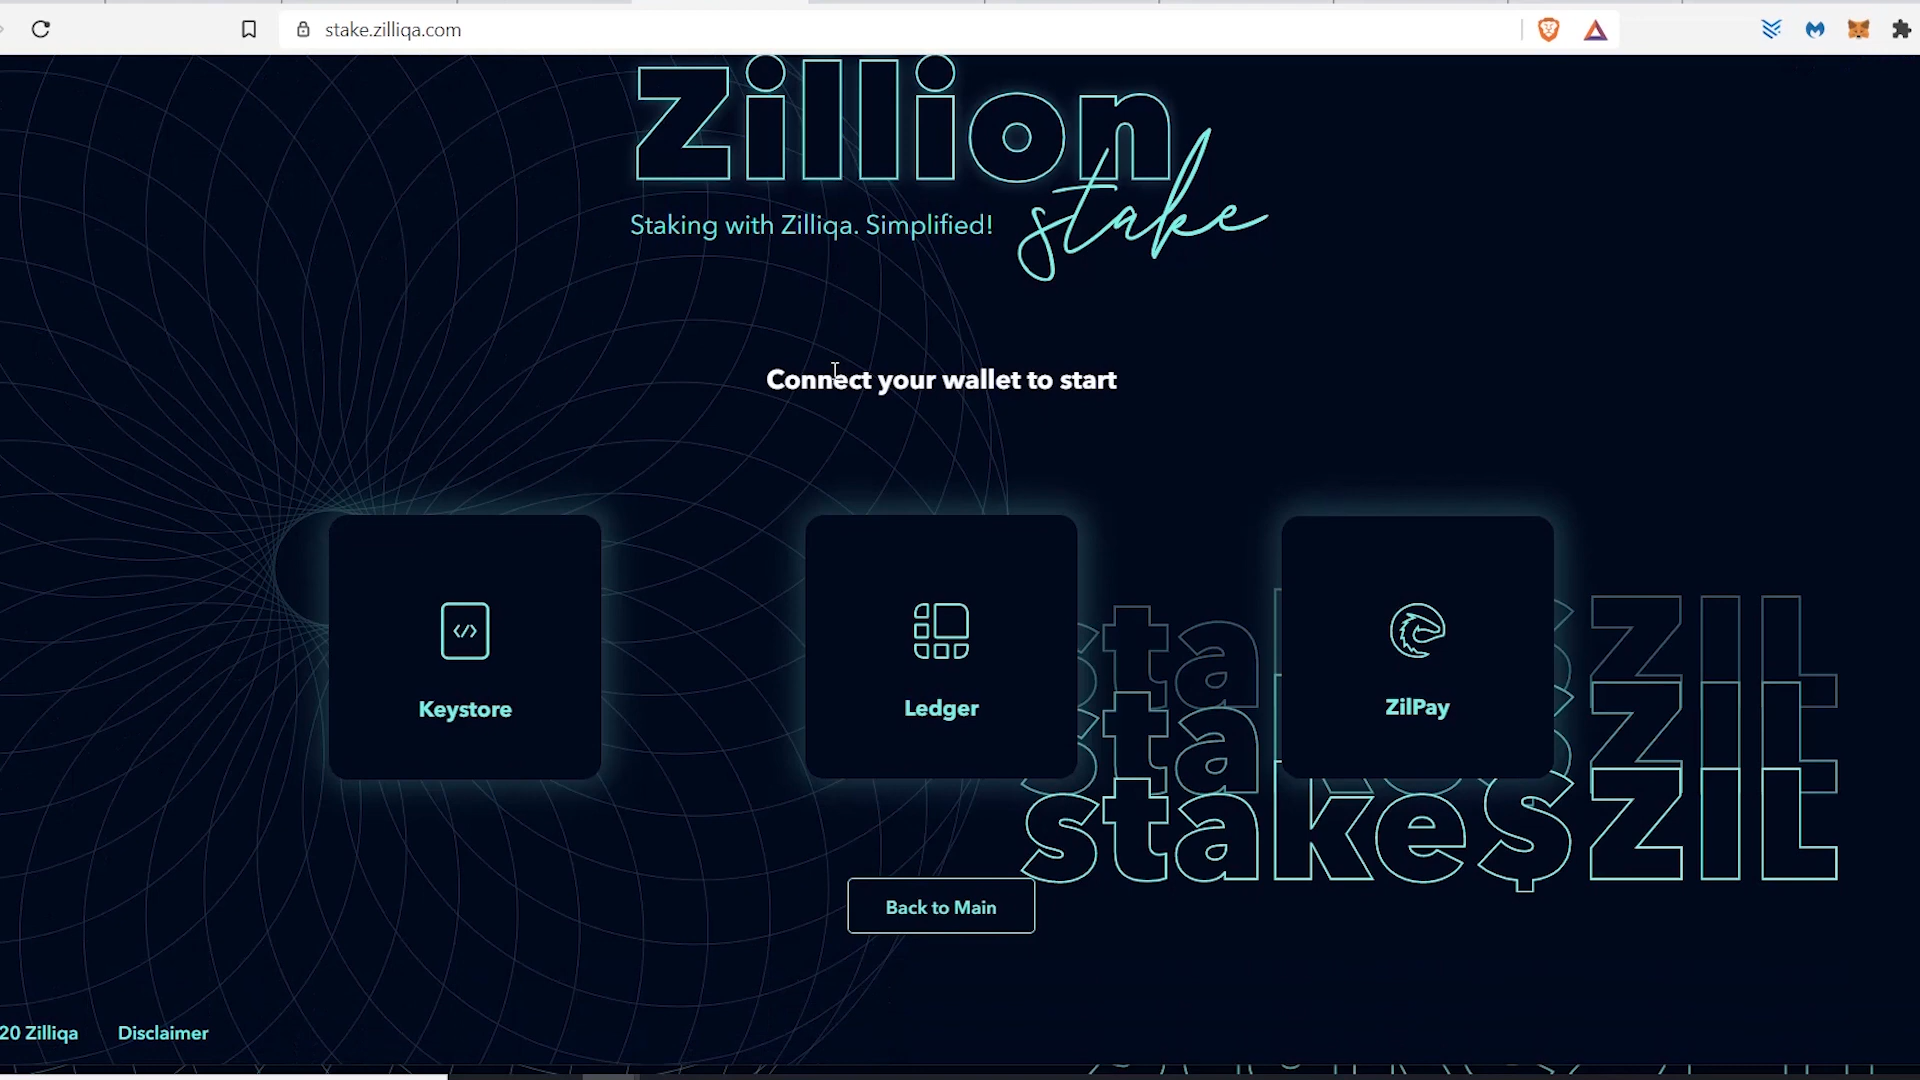 stake.zilliqa.com
Zillion
stake
Staking with Zilliqa. Simplified!
Connect your wallet to start
Keystore
Ledger
ZilPay
stake$ZIL
Back to Main
20 Zilliqa
Disclaimer